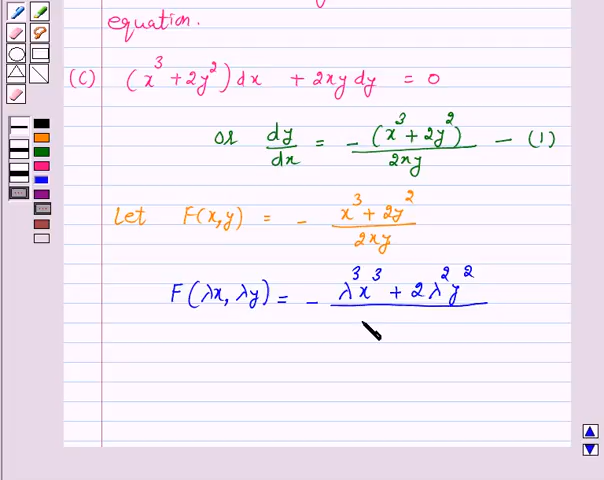 equation.
(C) (x³ + 2y²) dx + 2xy dy = 0
or dy/dx = -(x³ + 2y²)/2xy - (1)
Let F(x,y) = - x³ + 2y²/2xy
F(λx, λy) = - λ³x³ + 2λ²y²